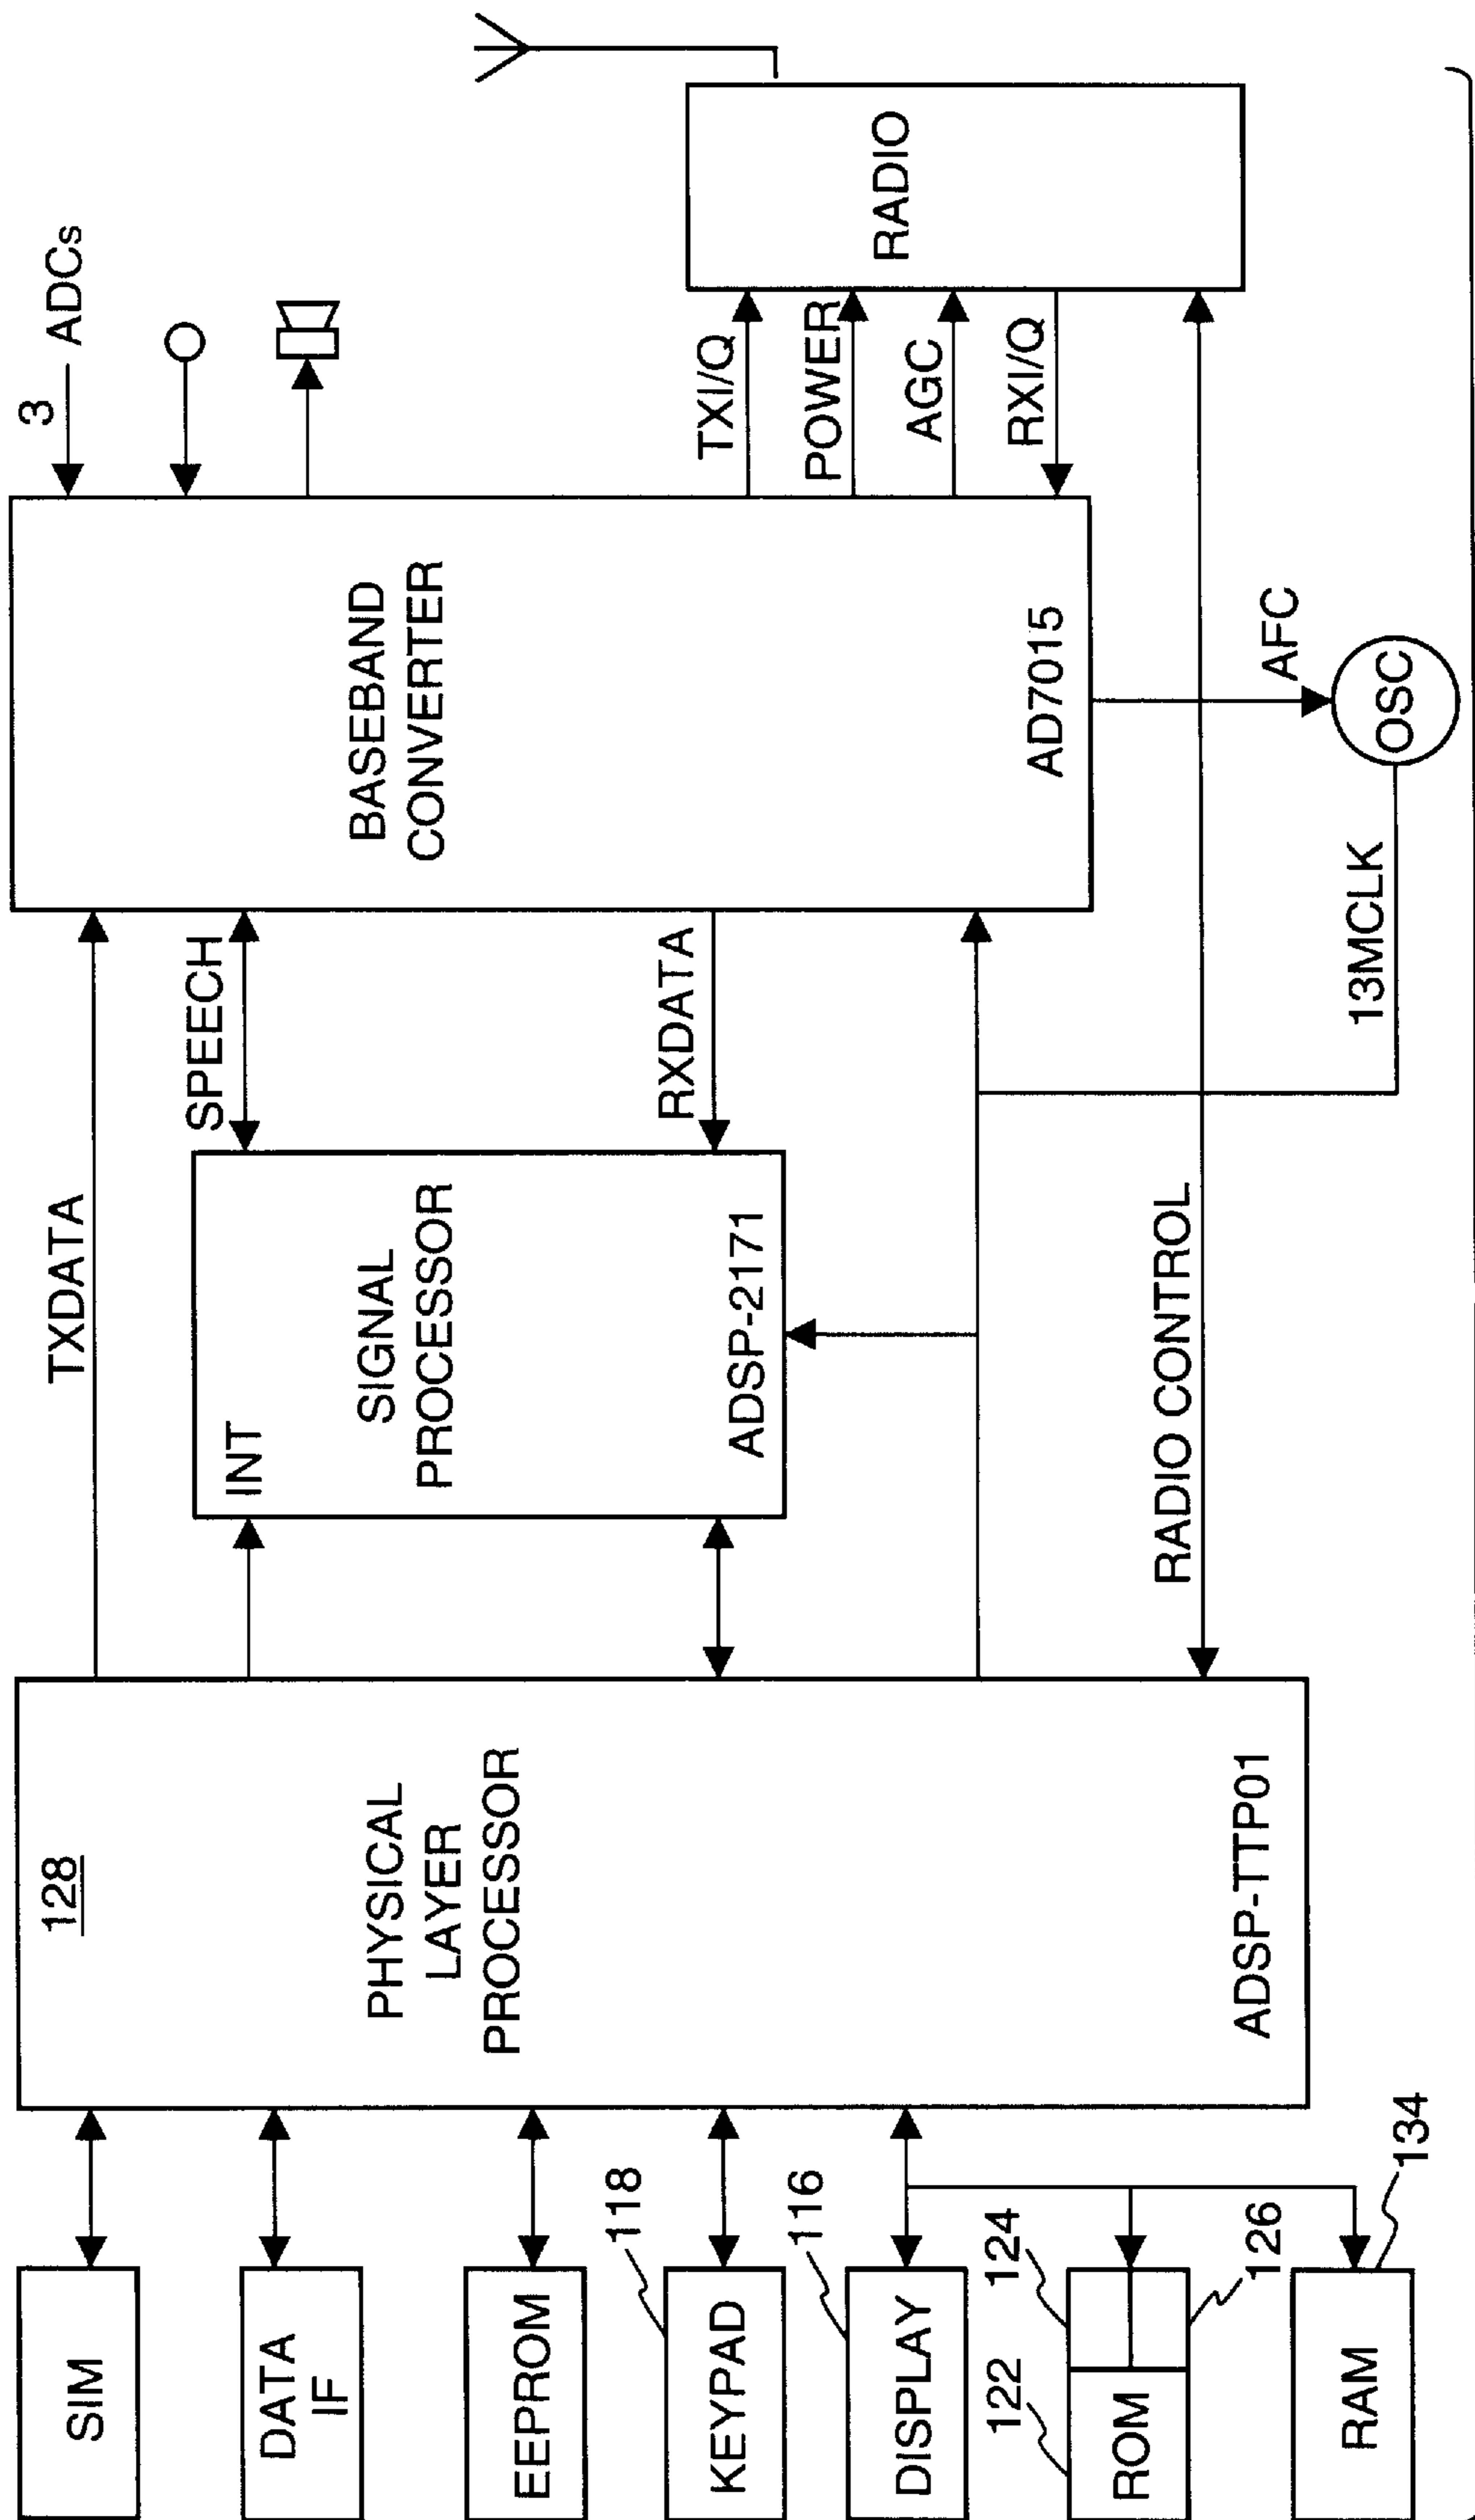 SIM
DATA
IF
EEPROM
KEYPAD
118
DISPLAY
116
ROM
122
124
126
RAM
134
128
PHYSICAL
LAYER
PROCESSOR
ADSP-TTP01
TXDATA
INT
SIGNAL
PROCESSOR
ADSP-2171
SPEECH
RXDATA
RADIO CONTROL
13MCLK
BASEBAND
CONVERTER
AD7015
AFC
OSC
3
ADCs
TXI/Q
POWER
AGC
RXI/Q
RADIO